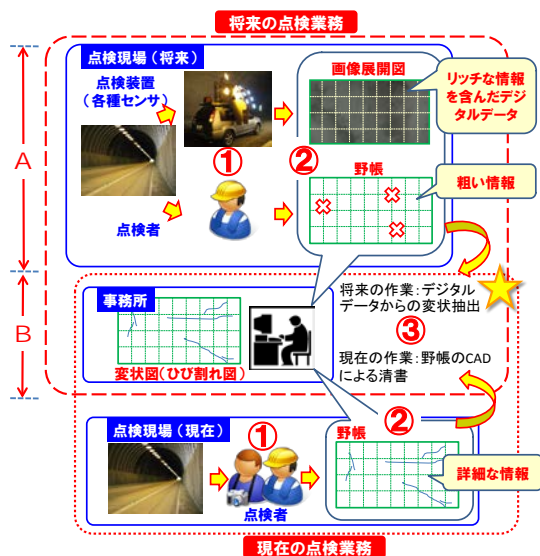 将来の点検業務
点検現場(将来)
点検装置
(各種センサ)
①
点検者
画像展開図
②
野帳
リッチな情報
を含んだデジ
タルデータ
粗い情報
A
B
事務所
変状図(ひび割れ図)
将来の作業:デジタル
データからの変状抽出
③
現在の作業:野帳のCAD
による清書
点検現場(現在)
①
点検者
②
野帳
詳細な情報
現在の点検業務